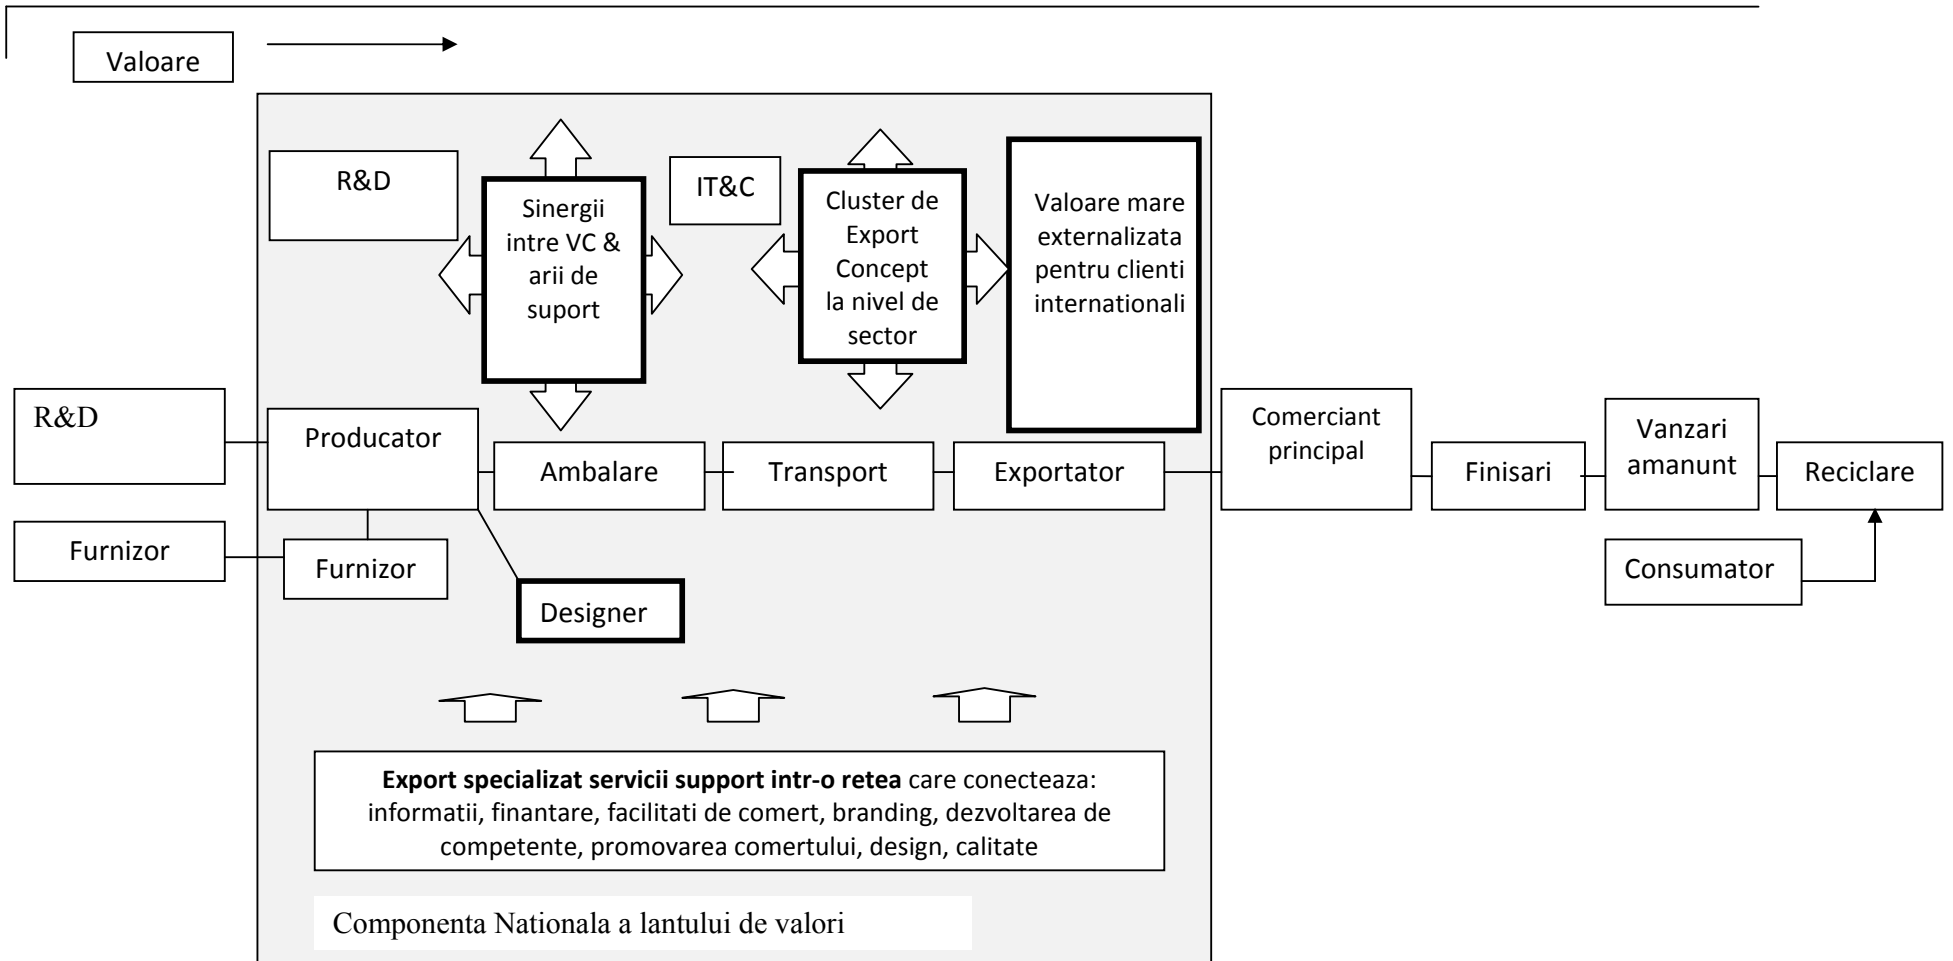 Valoare
R&D
Sinergii
intre VC &
arii de
suport
IT&C
Cluster de
Export
Concept
la nivel de
sector
Valoare mare
externalizata
pentru clienti
internationali
R&D
Producator
Ambalare
Transport
Exportator
Comerciant
principal
Finisari
Vanzari
amanunt
Reciclare
Furnizor
Furnizor
Designer
Consumator
Export specializat servicii support intr-o retea care conecteaza:
informatii, finantare, facilitati de comert, branding, dezvoltarea de
competente, promovarea comertului, design, calitate
Componenta Nationala a lantului de valori